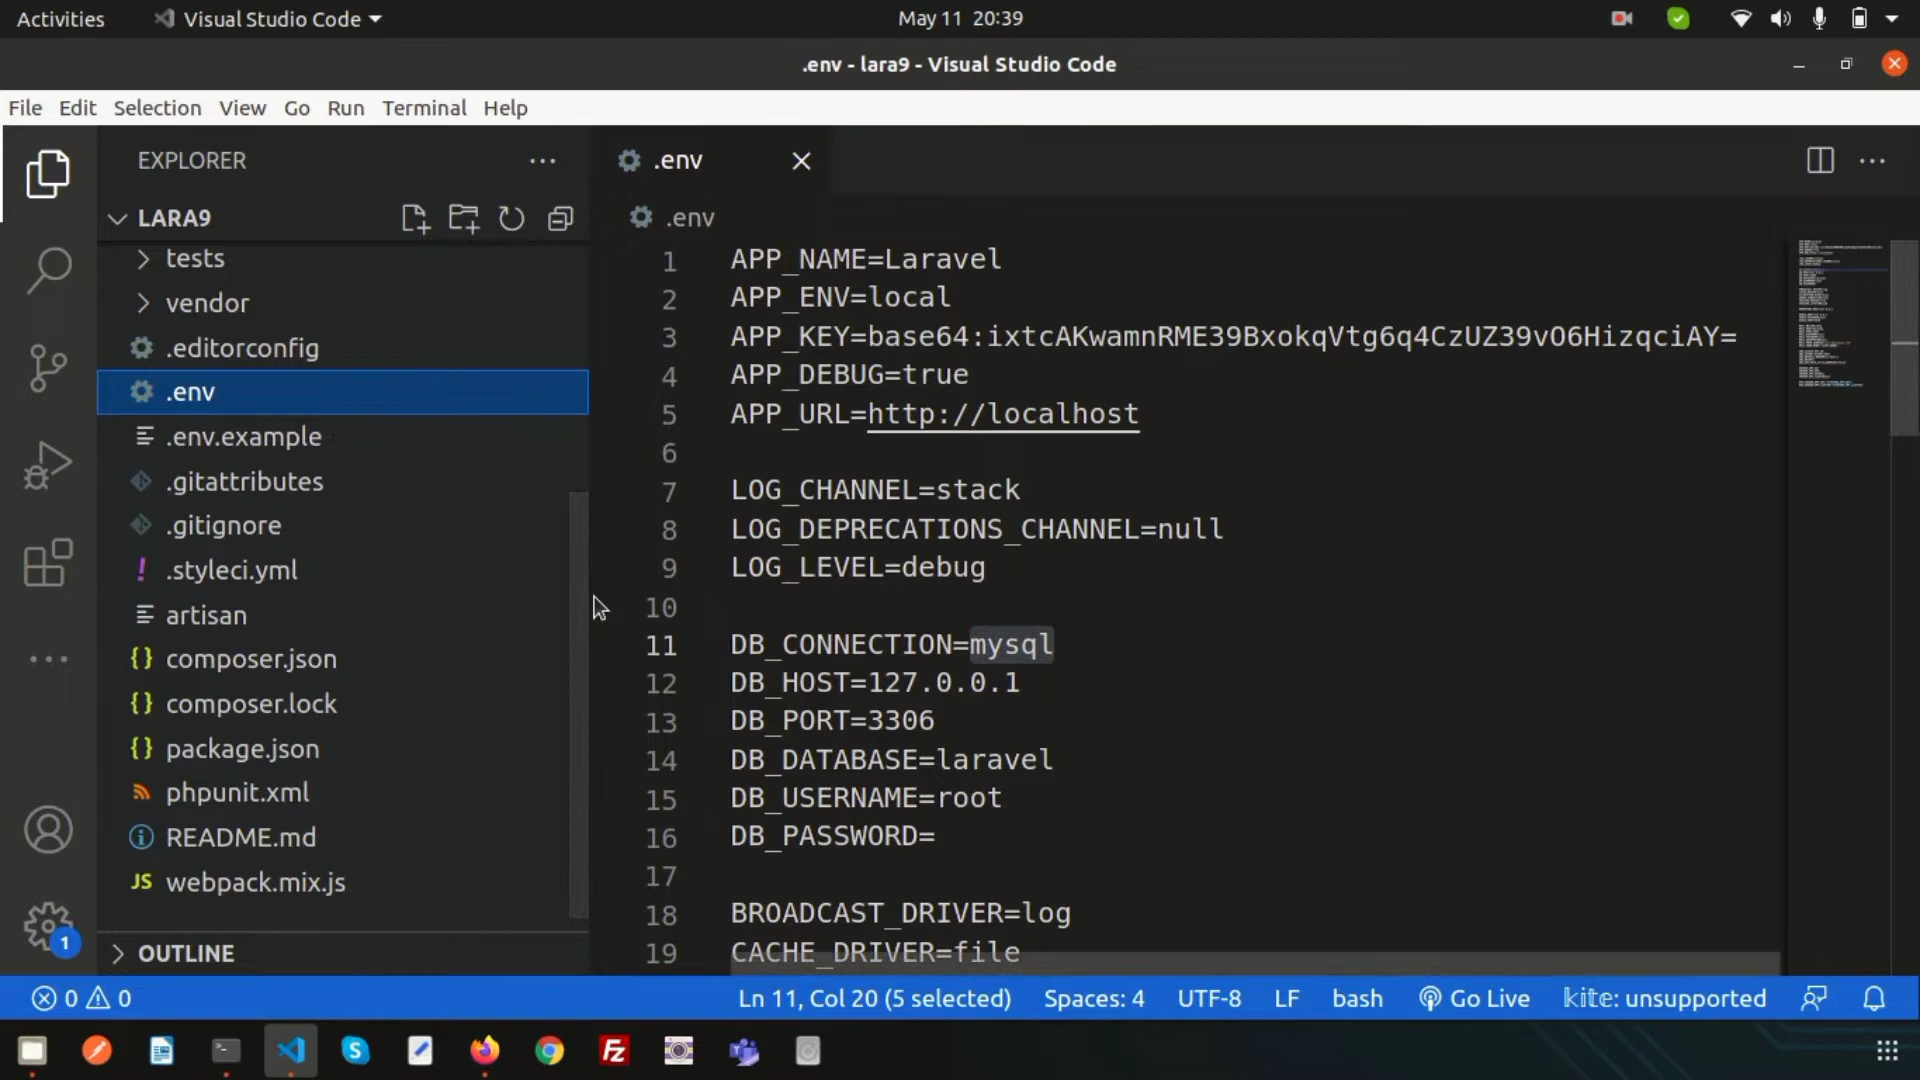 Activities
Visual Studio Code
May 11 20:39
.env - lara9 - Visual Studio Code
File Edit Selection View Go Run Terminal Help
EXPLORER
LARA9
tests
vendor
.editorconfig
.env
.env.example
.gitattributes
.gitignore
.styleci.yml
artisan
composer.json
composer.lock
package.json
phpunit.xml
README.md
JS webpack.mix.js
OUTLINE
1
.env
.env
1 APP_NAME=Laravel
2 APP_ENV=local
3 APP_KEY=base64:ixtcAKwamnRME39BxokqVtg6q4CzUZ39vO6HizqciAY=
4 APP_DEBUG=true
5 APP_URL=http://localhost
6
7 LOG_CHANNEL=stack
8 LOG_DEPRECATIONS_CHANNEL=null
9 LOG_LEVEL=debug
10
11 DB_CONNECTION=mysql
12 DB_HOST=127.0.0.1
13 DB_PORT=3306
14 DB_DATABASE=laravel
15 DB_USERNAME=root
16 DB_PASSWORD=
17
18 BROADCAST_DRIVER=log
19 CACHE_DRIVER=file
0 0 Ln 11, Col 20 (5 selected) Spaces: 4 UTF-8 LF bash Go Live kite: unsupported